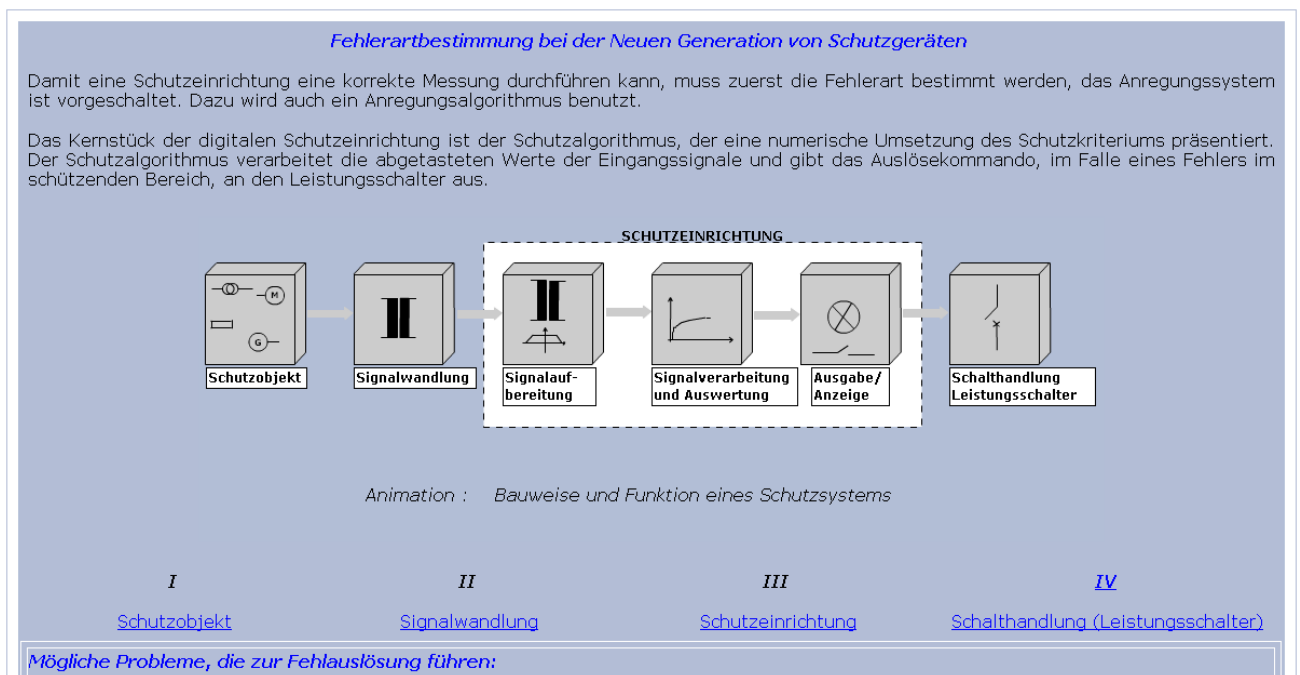 Fehlerartbestimmung bei der Neuen Generation von Schutzgeräten
Damit eine Schutzeinrichtung eine korrekte Messung durchführen kann, muss zuerst die Fehlerart bestimmt werden, das Anregungssystem
ist vorgeschaltet. Dazu wird auch ein Anregungsalgorithmus benutzt.
Das Kernstück der digitalen Schutzeinrichtung ist der Schutzalgorithmus, der eine numerische Umsetzung des Schutzkriteriums präsentiert.
Der Schutzalgorithmus verarbeitet die abgetasteten Werte der Eingangssignale und gibt das Auslösekommando, im Falle eines Fehlers im
schützenden Bereich, an den Leistungsschalter aus.
SCHUTZEINRICHTUNG
M
G
Schutzobjekt
Signalwandlung
Signalauf-
bereitung
Signalverarbeitung
und Auswertung
Ausgabe/
Anzeige
Schalthandlung
Leistungsschalter
Animation : Bauweise und Funktion eines Schutzsystems
I II III IV
Schutzobjekt Signalwandlung Schutzeinrichtung Schalthandlung (Leistungsschalter)
Mögliche Probleme, die zur Fehlauslösung führen: